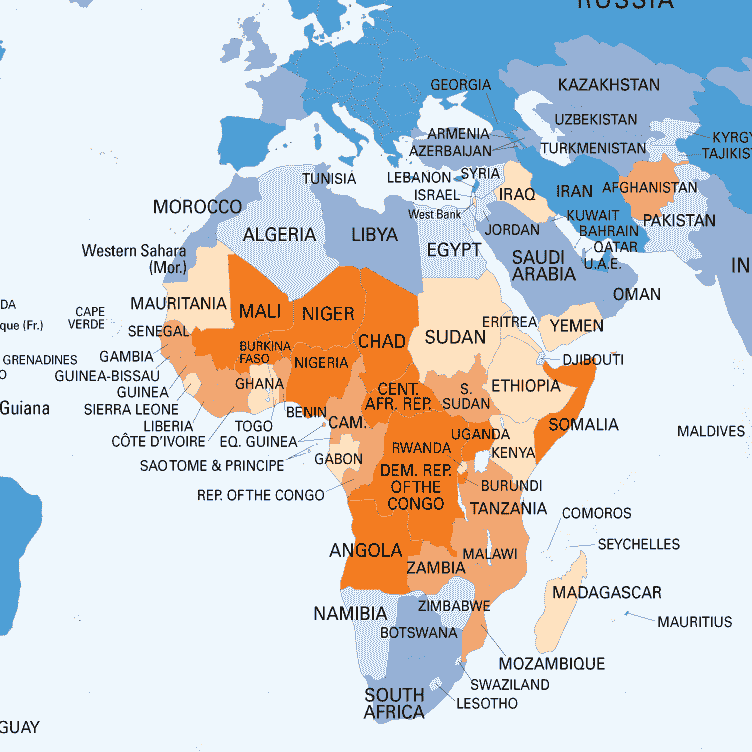 RUSSIA
GEORGIA
KAZAKHSTAN
UZBEKISTAN
ARMENIA
AZERBAIJAN
TURKMENISTAN
KYRGY
TAJIKIST
TUNISIA
LEBANON
SYRIA
ISRAEL
West Bank
IRAQ
IRAN
AFGHANISTAN
MOROCCO
ALGERIA
LIBYA
EGYPT
JORDAN
KUWAIT
BAHRAIN
QATAR
U.A.E.
PAKISTAN
Western Sahara
(Mor.)
SAUDI
ARABIA
OMAN
IN
MAURITANIA
MALI
NIGER
CHAD
SUDAN
ERITREA
YEMEN
DA
que (Fr.)
CAPE
VERDE
SENEGAL
GAMBIA
GUINEA-BISSAU
GUINEA
SIERRA LEONE
LIBERIA
CÔTE D'IVOIRE
GRENADINES
O
Guiana
BURKINA
FASO
GHANA
NIGERIA
TOGO
BENIN
EQ. GUINEA
SAO TOME & PRINCIPE
CAM.
CENT.
AFR. REP.
S.
SUDAN
ETHIOPIA
DJIBOUTI
SOMALIA
MALDIVES
GABON
REP. OF THE CONGO
RWANDA
UGANDA
KENYA
DEM. REP.
OF THE
CONGO
BURUNDI
TANZANIA
COMOROS
SEYCHELLES
ANGOLA
ZAMBIA
MALAWI
MADAGASCAR
MAURITIUS
NAMIBIA
ZIMBABWE
BOTSWANA
MOZAMBIQUE
SWAZILAND
LESOTHO
SOUTH
AFRICA
GUAY